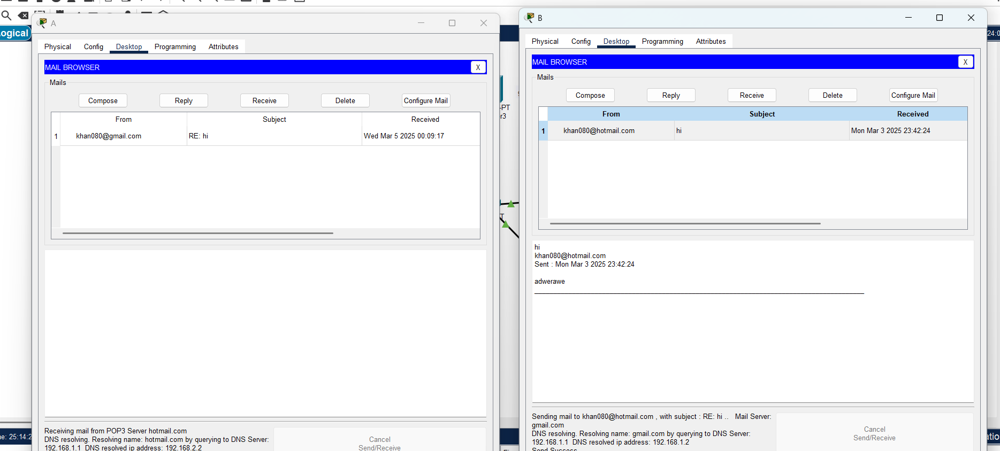 ogical
A
Physical Config Desktop Programming Attributes
MAIL BROWSER X
Mails
Compose Reply Receive Delete Configure Mail
From Subject Received
1 khan080@gmail.com RE: hi Wed Mar 5 2025 00:09:17
Receiving mail from POP3 Server hotmail.com
DNS resolving. Resolving name: hotmail.com by querying to DNS Server:
192.168.1.1 DNS resolved ip address: 192.168.2.2
Cancel
Send/Receive
-PT
r3
T
B
Physical Config Desktop Programming Attributes
MAIL BROWSER X
Mails
Compose Reply Receive Delete Configure Mail
From Subject Received
1 khan080@hotmail.com hi Mon Mar 3 2025 23:42:24
hi
khan080@hotmail.com
Sent : Mon Mar 3 2025 23:42:24
adwerawe
Sending mail to khan080@hotmail.com , with subject : RE: hi .. Mail Server:
gmail.com
DNS resolving. Resolving name: gmail.com by querying to DNS Server:
192.168.1.1 DNS resolved ip address: 192.168.1.2
Send Success.
Cancel
Send/Receive
24:0
ne: 25:14:2
atio